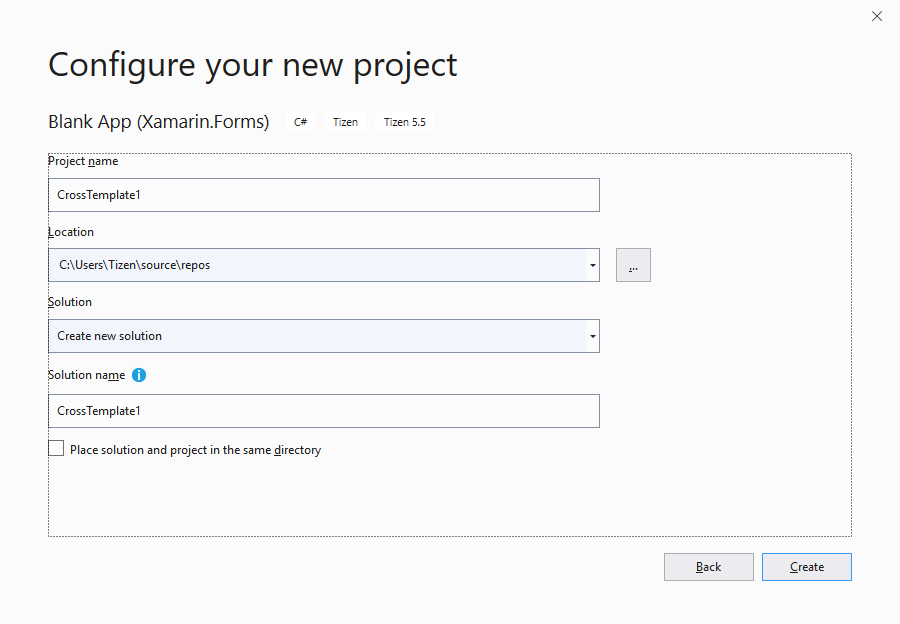 Configure your new project
Blank App (Xamarin.Forms) C# Tizen Tizen 5.5
Project name
CrossTemplate1
Location
C:\Users\Tizen\source\repos
...
Solution
Create new solution
Solution name
CrossTemplate1
Place solution and project in the same directory
Back Create